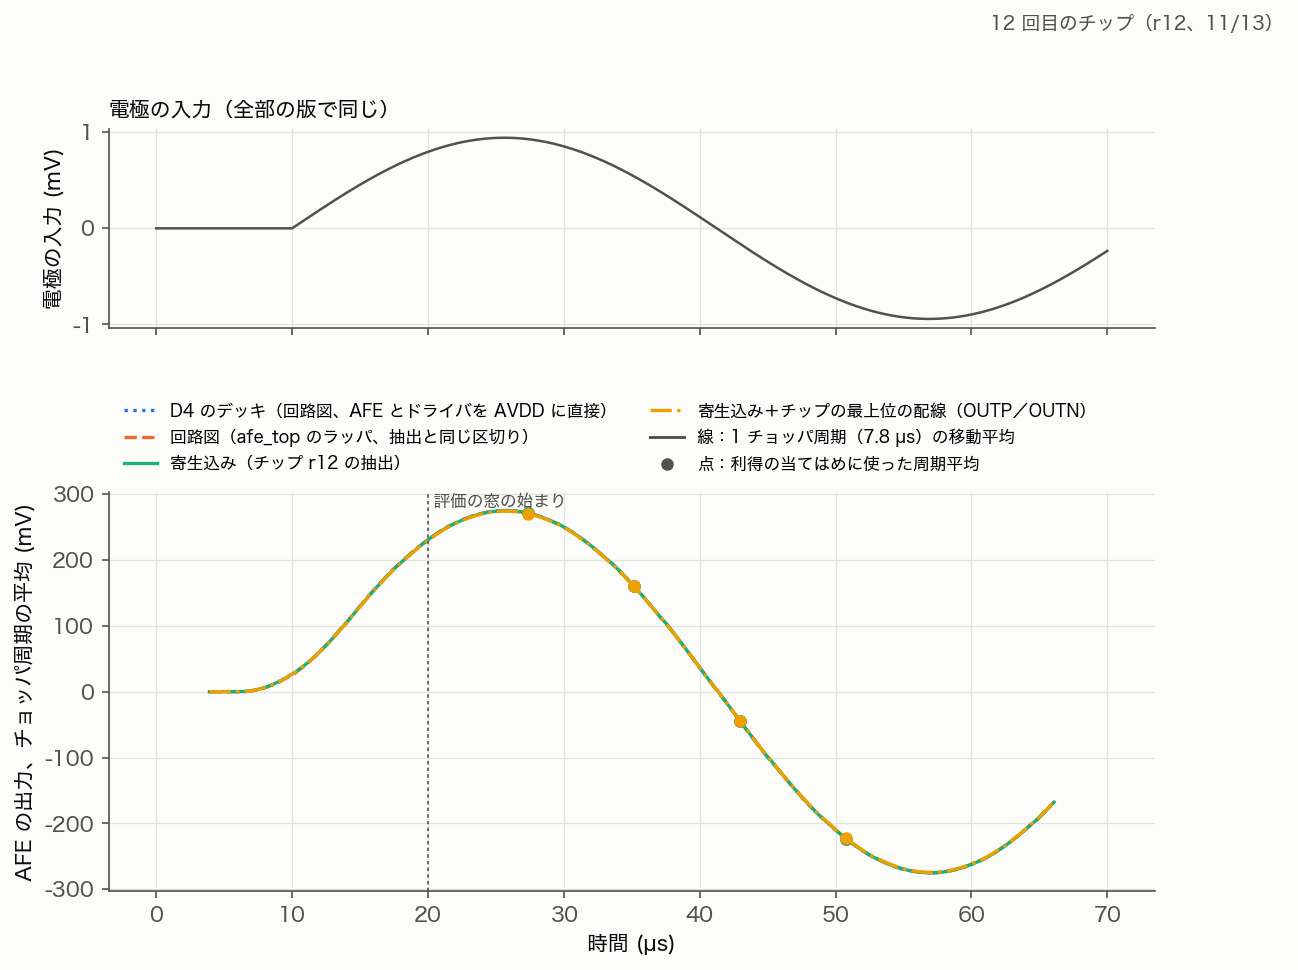 12 回目のチップ（r12、11/13）
電極の入力（全部の版で同じ）
電極の入力 (mV)
1
0
-1
D4 のデッキ（回路図、AFE とドライバを AVDD に直接）
回路図（afe_top のラッパ、抽出と同じ区切り）
寄生込み（チップ r12 の抽出）
寄生込み＋チップの最上位の配線（OUTP／OUTN）
線：1 チョッパ周期（7.8 µs）の移動平均
点：利得の当てはめに使った周期平均
AFE の出力、チョッパ周期の平均 (mV)
300
200
100
0
-100
-200
-300
評価の窓の始まり
0 10 20 30 40 50 60 70
時間 (µs)